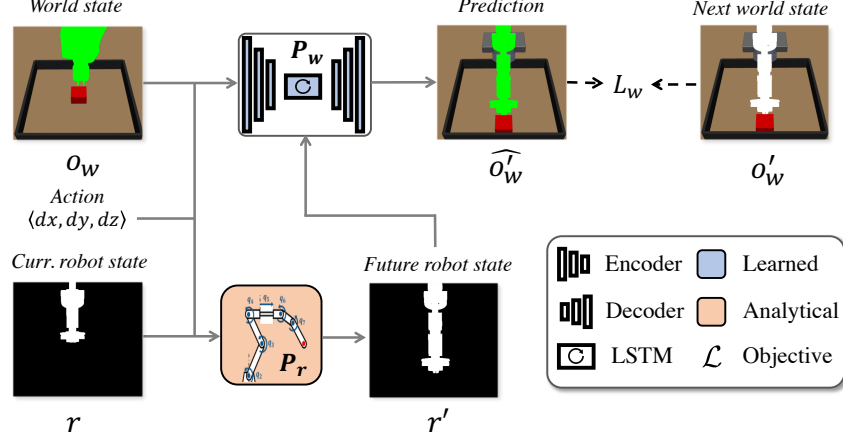 World state
Prediction
Next world state
P_w
L_w
o_w
\widehat{o'_w}
o'_w
Action
⟨dx, dy, dz⟩
Curr. robot state
Future robot state
Encoder
Learned
Decoder
Analytical
LSTM
ℒ Objective
P_r
r
r'